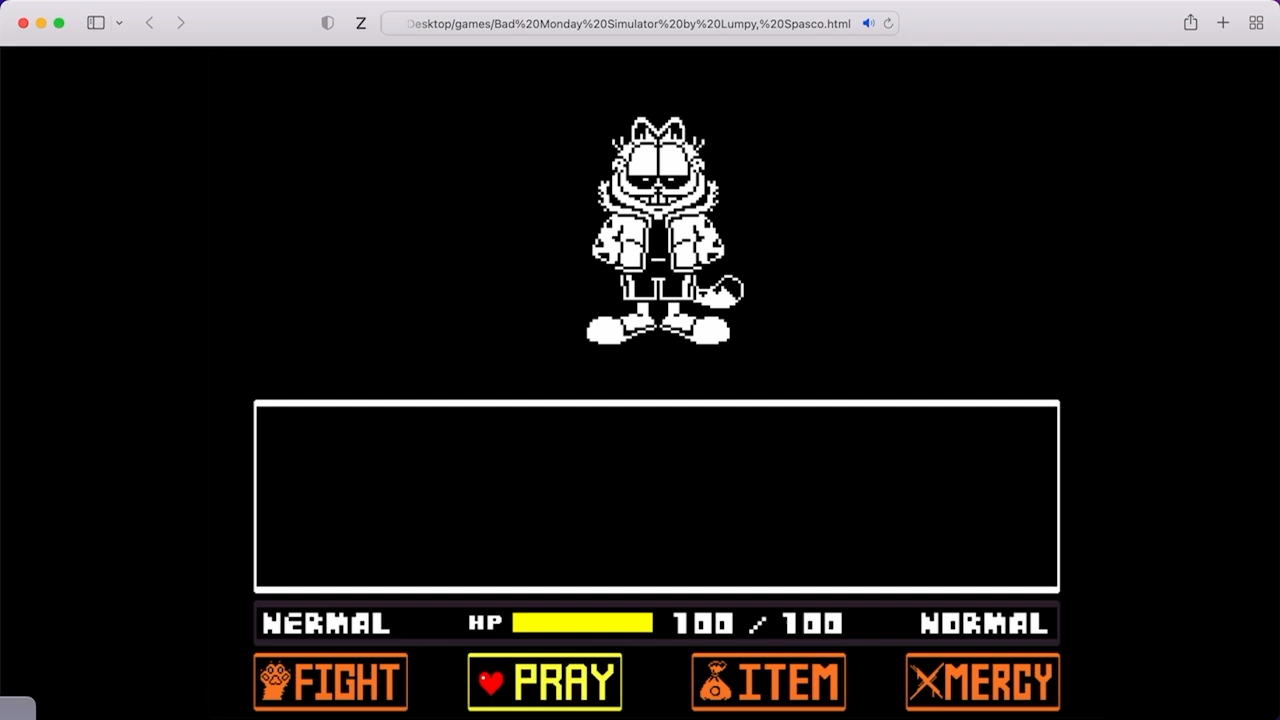 Desktop/games/Bad%20Monday%20Simulator%20by%20Lumpy,%20Spasco.html
NERMAL HP 100 / 100 NORMAL
FIGHT PRAY ITEM MERCY